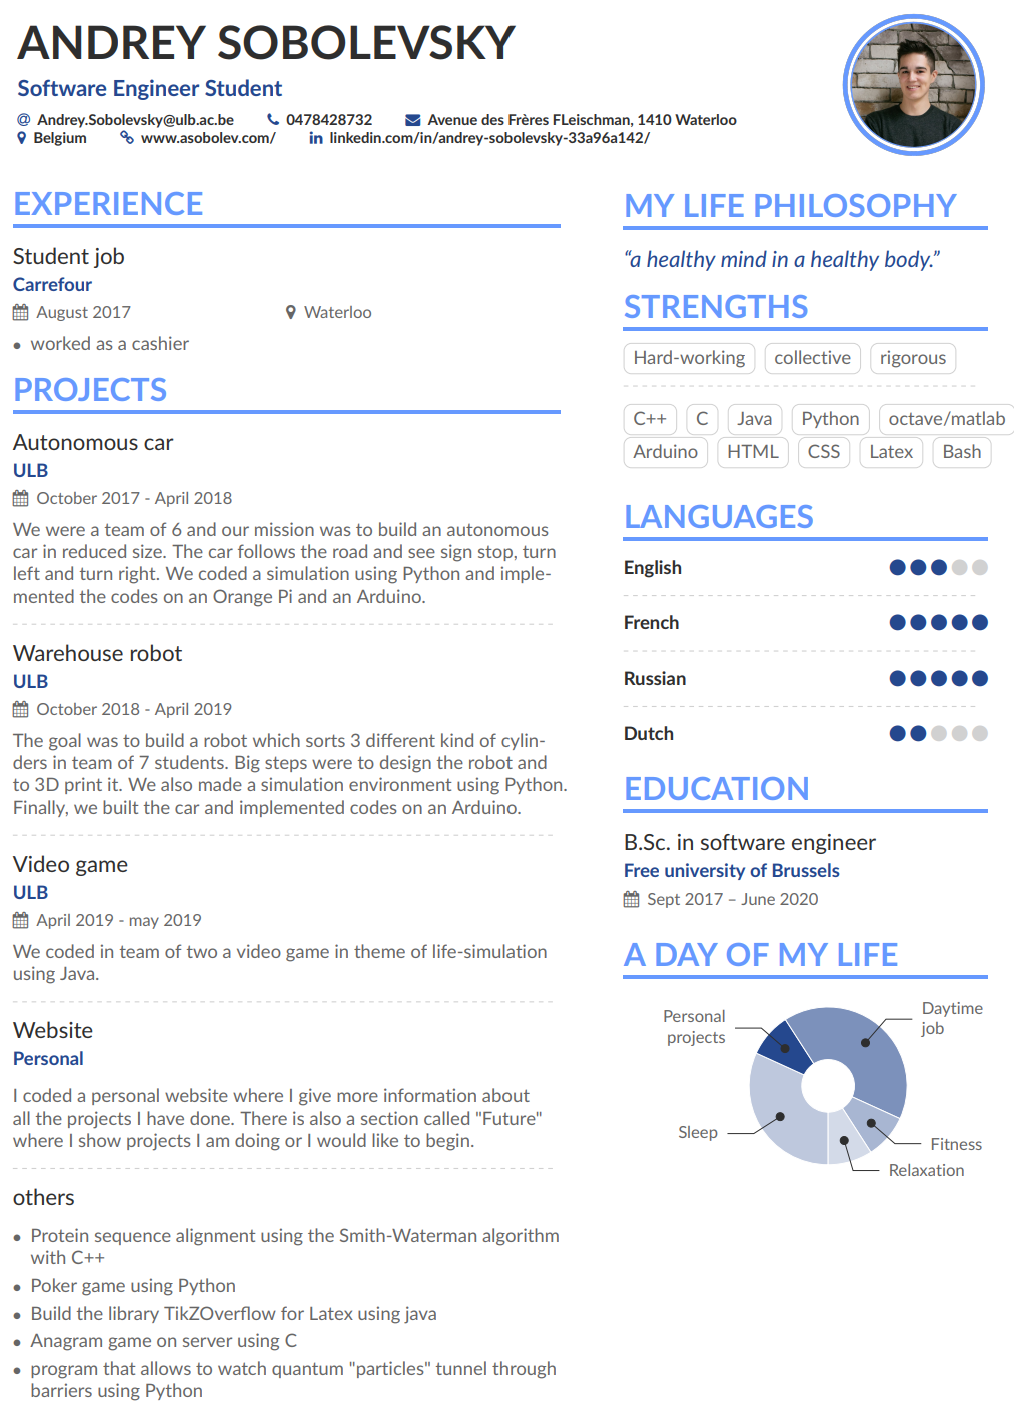 ANDREY SOBOLEVSKY
Software Engineer Student
@ Andrey.Sobolevsky@ulb.ac.be 0478428732 Avenue des Frères FLeischman, 1410 Waterloo
Belgium www.asobolev.com/ linkedin.com/in/andrey-sobolevsky-33a96a142/
EXPERIENCE
Student job
Carrefour
August 2017 Waterloo
• worked as a cashier
PROJECTS
Autonomous car
ULB
October 2017 - April 2018
We were a team of 6 and our mission was to build an autonomous
car in reduced size. The car follows the road and see sign stop, turn
left and turn right. We coded a simulation using Python and imple-
mented the codes on an Orange Pi and an Arduino.
Warehouse robot
ULB
October 2018 - April 2019
The goal was to build a robot which sorts 3 different kind of cylin-
ders in team of 7 students. Big steps were to design the robot and
to 3D print it. We also made a simulation environment using Python.
Finally, we built the car and implemented codes on an Arduino.
Video game
ULB
April 2019 - may 2019
We coded in team of two a video game in theme of life-simulation
using Java.
Website
Personal
I coded a personal website where I give more information about
all the projects I have done. There is also a section called "Future"
where I show projects I am doing or I would like to begin.
others
• Protein sequence alignment using the Smith-Waterman algorithm
with C++
• Poker game using Python
• Build the library TikZOverflow for Latex using java
• Anagram game on server using C
• program that allows to watch quantum "particles" tunnel through
barriers using Python
MY LIFE PHILOSOPHY
“a healthy mind in a healthy body.”
STRENGTHS
Hard-working collective rigorous
C++ C Java Python octave/matlab
Arduino HTML CSS Latex Bash
LANGUAGES
English
French
Russian
Dutch
EDUCATION
B.Sc. in software engineer
Free university of Brussels
Sept 2017 – June 2020
A DAY OF MY LIFE
Personal
projects
Daytime
job
Sleep
Fitness
Relaxation